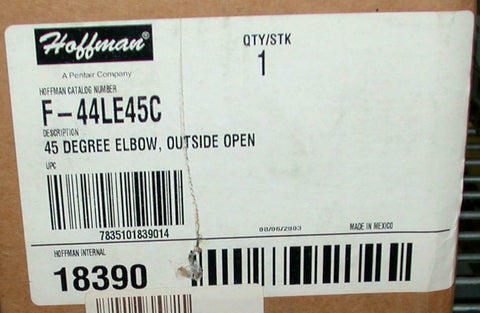 Hoffman®
QTY/STK
1
A Pentair Company
HOFFMAN CATALOG NUMBER
F-44LE45C
DESCRIPTION
45 DEGREE ELBOW, OUTSIDE OPEN
UPC
7835101839014
08/06/2003
MADE IN MEXICO
HOFFMAN INTERNAL
18390